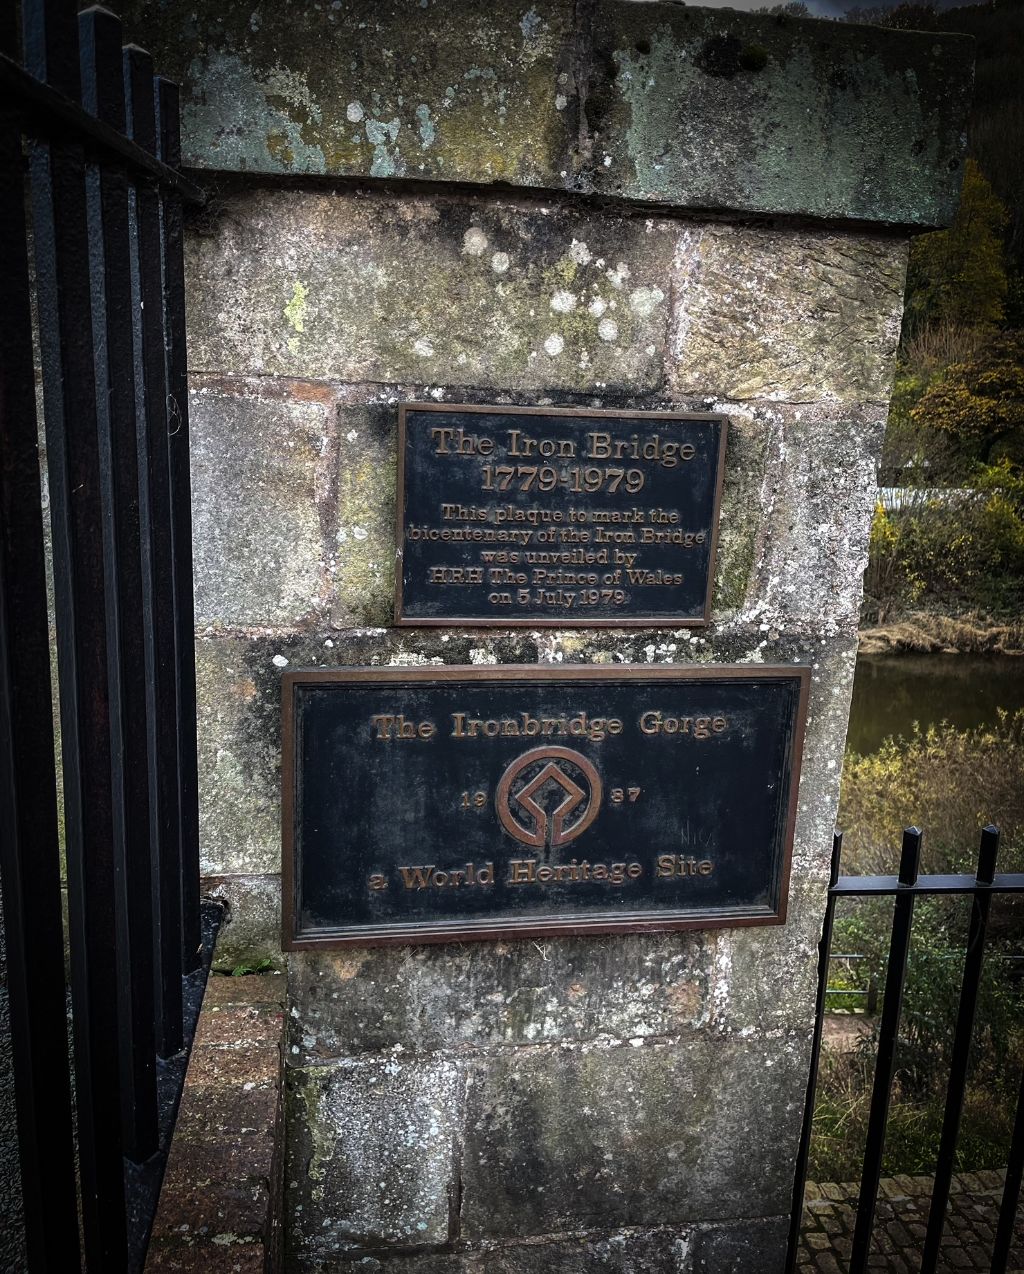 The Iron Bridge
1779-1979
This plaque to mark the
bicentenary of the Iron Bridge
was unveiled by
HRH The Prince of Wales
on 5 July 1979
The Ironbridge Gorge
19 87
a World Heritage Site